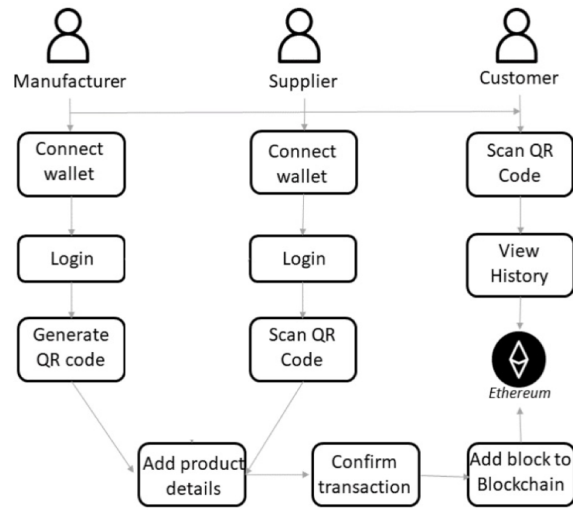 Manufacturer
Supplier
Customer
Connect
wallet
Connect
wallet
Scan QR
Code
Login
Login
View
History
Generate
QR code
Scan QR
Code
Ethereum
Add product
details
Confirm
transaction
Add block to
Blockchain